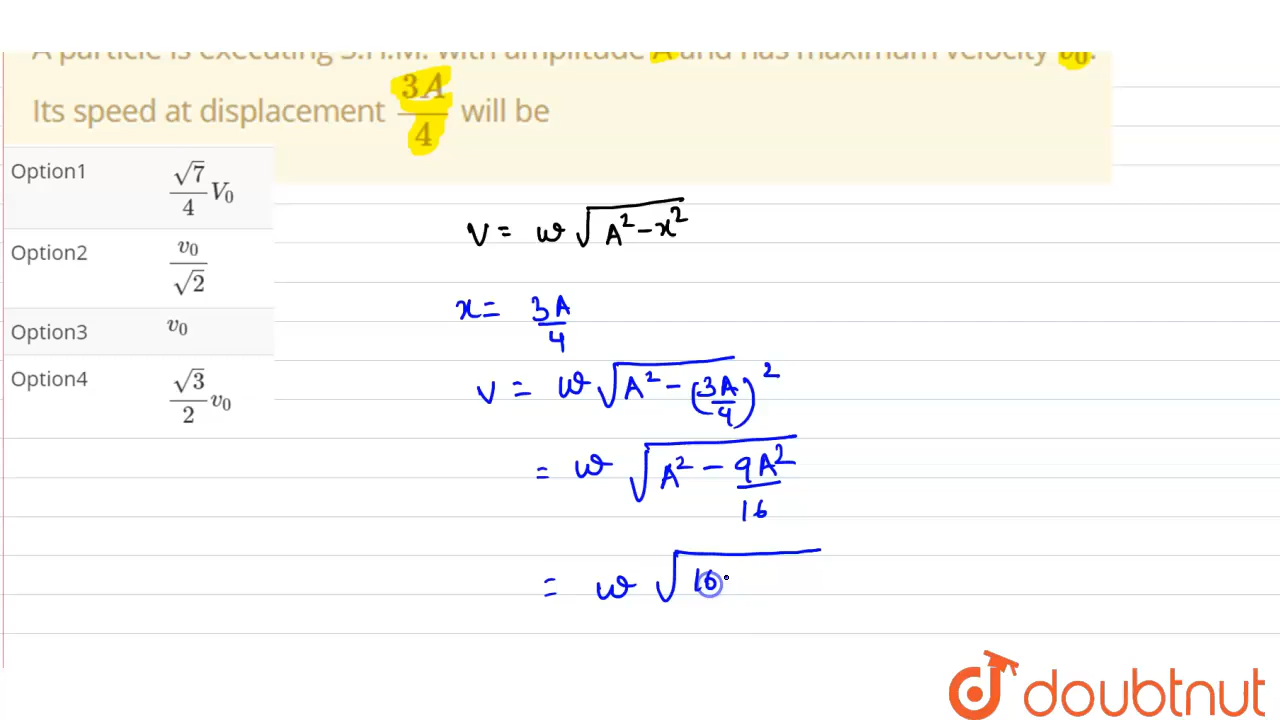 A particle is executing S.H.M. with amplitude A and has maximum velocity v₀.
Its speed at displacement 3A/4 will be
Option1 √7/4 V₀
Option2 v₀/√2
Option3 v₀
Option4 √3/2 v₀
V = w √(A² - x²)
x = 3A/4
V = w √(A² - (3A/4)²
= w √(A² - 9A²/16
= w √16
doubtnut